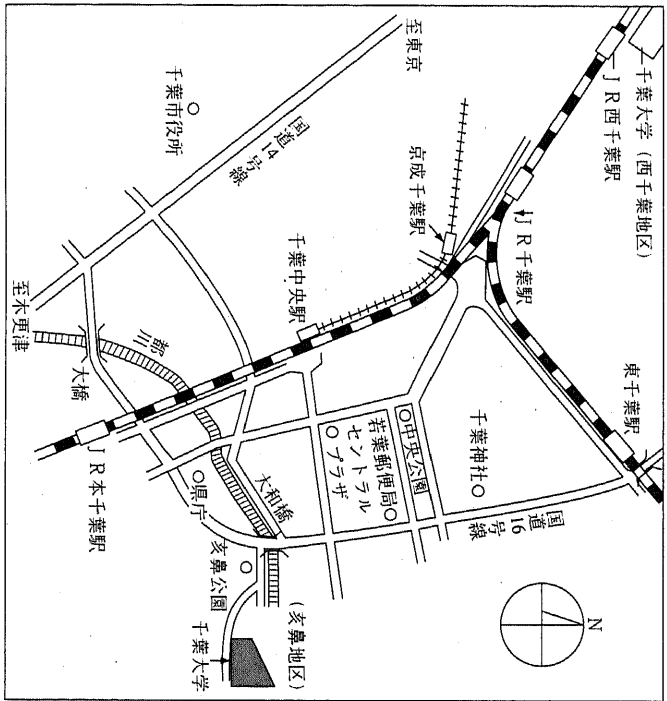 千葉大学(西千葉地区)
JR西千葉駅
JR千葉駅
東千葉駅
至東京
千葉市役所
国道14号線
京成千葉駅
千葉中央駅
千葉神社
中央公園
若葉郵便局
セントラル
プラザ
国道16号線
至木更津
大橋
都川
大和橋
県庁
JR本千葉駅
亥鼻公園
(亥鼻地区)
千葉大学
N